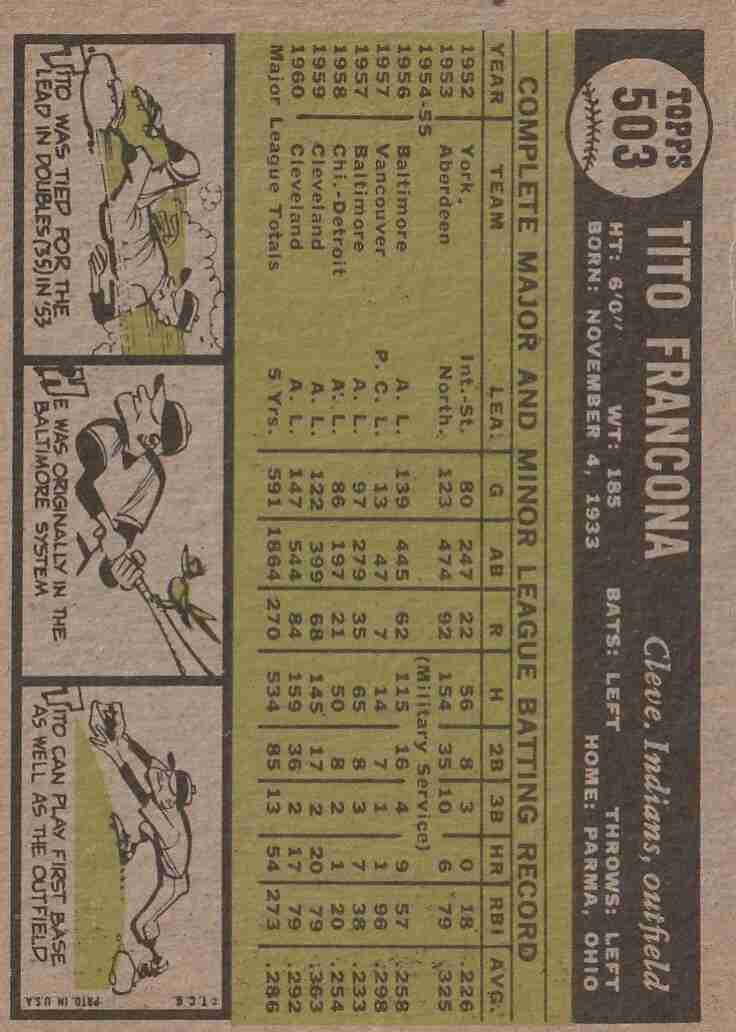 TOPPS
503
TITO FRANCONA Cleve. Indians, outfield
HT: 6'0" WT: 185 BATS: LEFT THROWS: LEFT
BORN: NOVEMBER 4, 1933 HOME: PARMA, OHIO
COMPLETE MAJOR AND MINOR LEAGUE BATTING RECORD
YEAR TEAM LEA. G AB R H 2B 3B HR RBI AVG.
1952 York, Int.-St. 80 247 22 56 8 3 0 18 .226
1953 Aberdeen North. 123 474 92 154 35 10 6 79 .325
1954-55 (Military Service)
1956 Baltimore A. L. 139 445 62 115 16 4 9 57 .258
1957 Vancouver P. C. L. 13 47 7 14 7 1 1 96 .298
1957 Baltimore A. L. 97 279 35 65 8 3 7 38 .233
1958 Chi.-Detroit A. L. 86 197 21 50 8 2 1 20 .254
1959 Cleveland A. L. 122 399 68 145 17 2 20 79 .363
1960 Cleveland A. L. 147 544 84 159 36 2 17 79 .292
Major League Totals 5 Yrs. 591 1864 270 534 85 13 54 273 .286
TITO WAS TIED FOR THE
LEAD IN DOUBLES (35) IN '53
HE WAS ORIGINALLY IN THE
BALTIMORE SYSTEM
TITO CAN PLAY FIRST BASE
AS WELL AS THE OUTFIELD
© T.C.G.
PRTD. IN U.S.A.